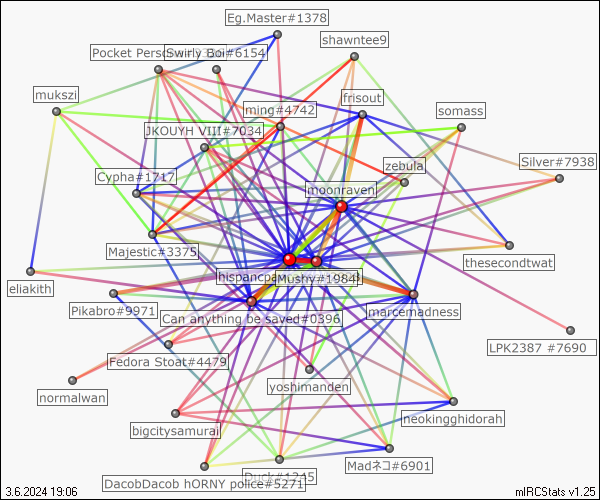 Eg.Master#1378
shawntee9
Pocket Pers
Swirly Boi#6154
mukszi
frisout
ming#4742
somass
JKOUYH VIII#7034
zebula
Silver#7938
Cypha#1717
moonraven
Majestic#3375
thesecondtwat
hispanc
Mushy#1984
eliakith
Pikabro#9971
Can anything be saved#0396
marcemadness
LPK2387 #7690
Fedora Stoat#4479
yoshimanden
normalwan
neokingghidorah
bigcitysamurai
Madネコ#6901
Duck#1245
DacobDacob hORNY police#5271
3.6.2024 19:06
mIRCStats v1.25